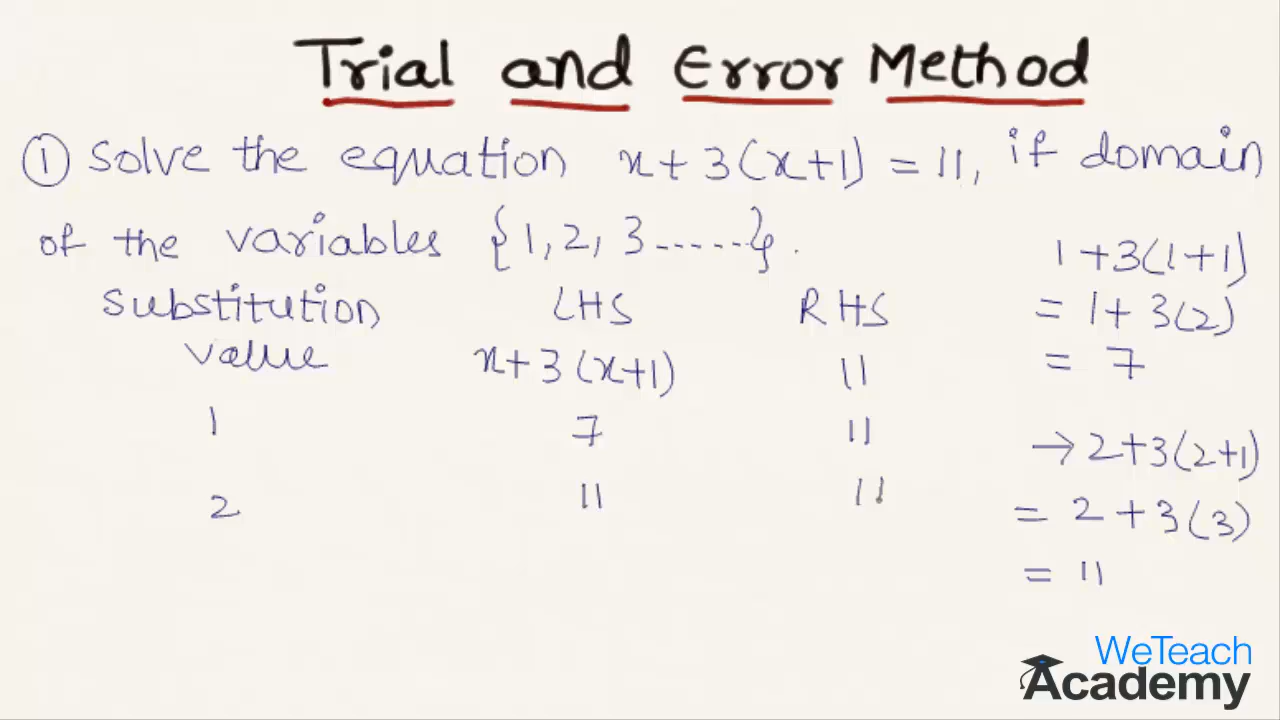 Trial and Error Method
① Solve the equation x + 3(x+1) = 11, if domain
of the variables {1, 2, 3 ......}.
Substitution value LHS RHS
x + 3(x+1) 11
1 7 11
2 11 11
1 + 3(1+1)
= 1 + 3(2)
= 7
→ 2 + 3(2+1)
= 2 + 3(3)
= 11
WeTeach
Academy